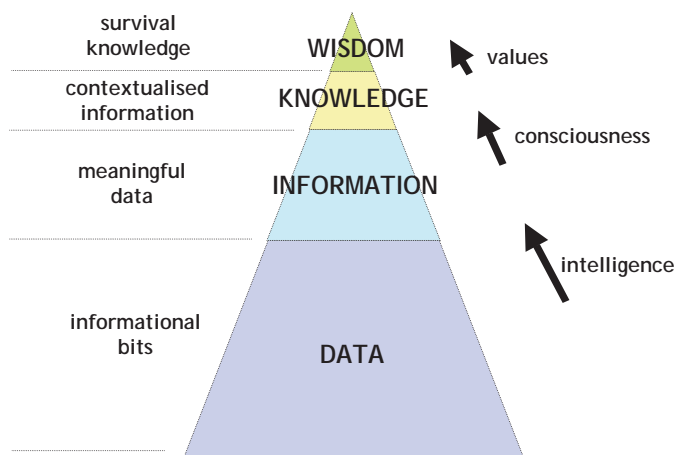 survival
knowledge
WISDOM
values
contextualised
information
KNOWLEDGE
consciousness
meaningful
data
INFORMATION
intelligence
informational
bits
DATA